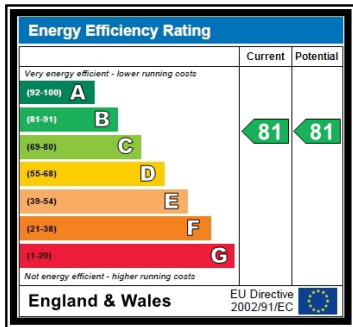 Energy Efficiency Rating
Current Potential
Very energy efficient - lower running costs
(92-100) A
(81-91) B
81 81
(69-80) C
(55-68) D
(39-54) E
(21-38) F
(1-20) G
Not energy efficient - higher running costs
England & Wales
EU Directive
2002/91/EC